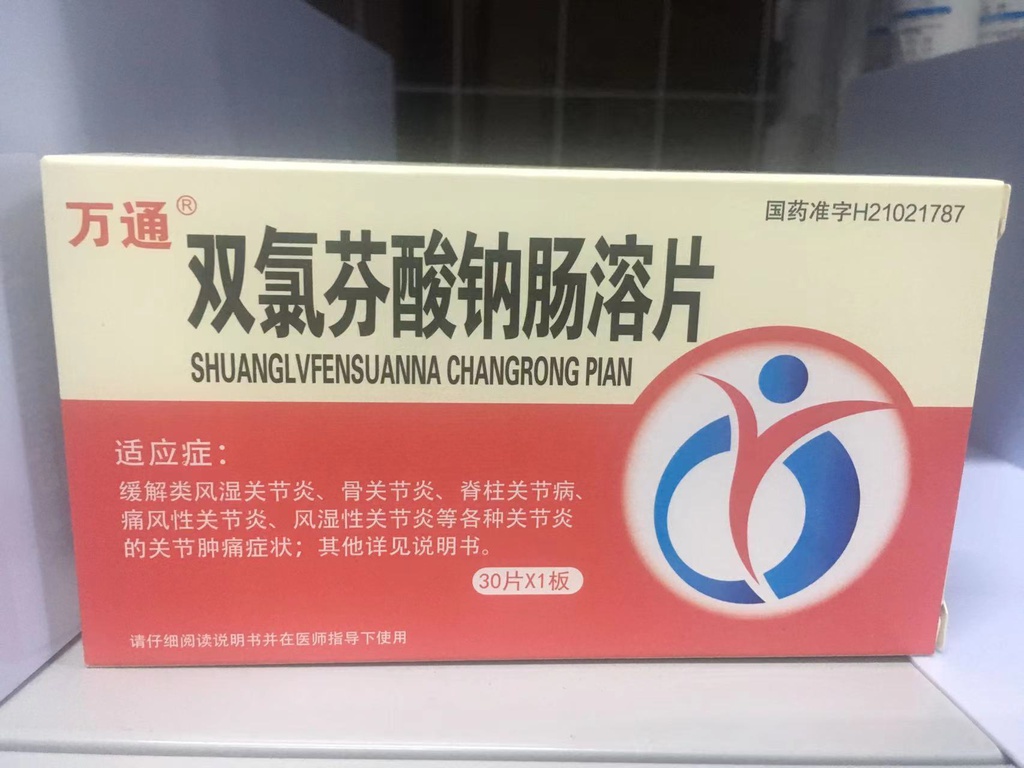 万通®
国药准字H21021787
双氯芬酸钠肠溶片
SHUANGLVFENSUANNA CHANGRONG PIAN
适应症：
缓解类风湿关节炎、骨关节炎、脊柱关节病、
痛风性关节炎、风湿性关节炎等各种关节炎
的关节肿痛症状；其他详见说明书。
30片X1板
请仔细阅读说明书并在医师指导下使用